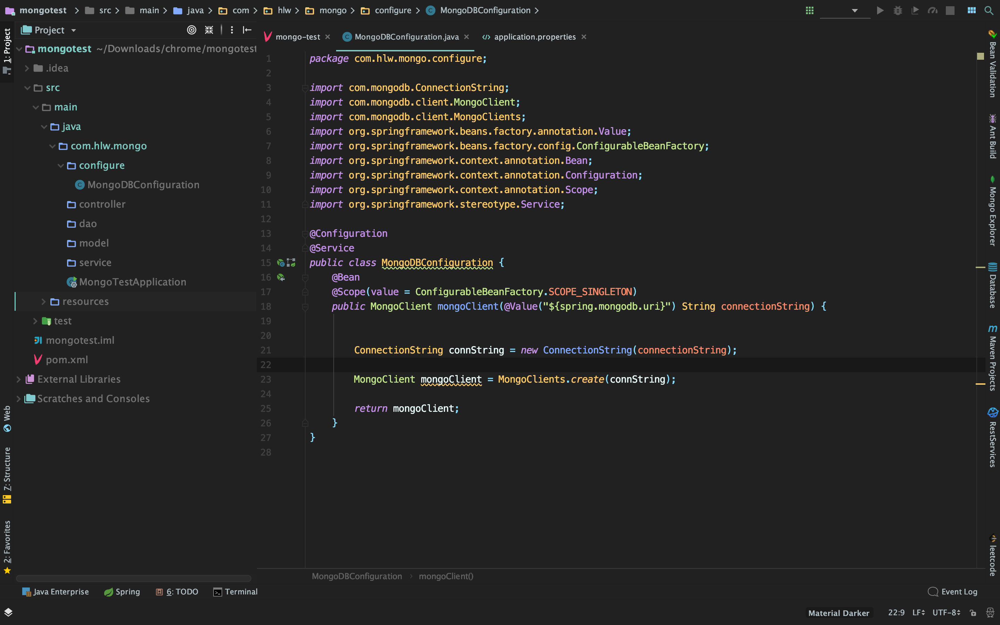 mongotest src main java com hlw mongo configure MongoDBConfiguration
1: Project
Project
mongotest ~/Downloads/chrome/mongotest
.idea
src
main
java
com.hlw.mongo
configure
MongoDBConfiguration
controller
dao
model
service
MongoTestApplication
resources
test
mongotest.iml
pom.xml
External Libraries
Scratches and Consoles
Web
7: Structure
2: Favorites
mongo-test MongoDBConfiguration.java application.properties
1 package com.hlw.mongo.configure;
2
3 import com.mongodb.ConnectionString;
4 import com.mongodb.client.MongoClient;
5 import com.mongodb.client.MongoClients;
6 import org.springframework.beans.factory.annotation.Value;
7 import org.springframework.beans.factory.config.ConfigurableBeanFactory;
8 import org.springframework.context.annotation.Bean;
9 import org.springframework.context.annotation.Configuration;
10 import org.springframework.context.annotation.Scope;
11 import org.springframework.stereotype.Service;
12
13 @Configuration
14 @Service
15 public class MongoDBConfiguration {
16 @Bean
17 @Scope(value = ConfigurableBeanFactory.SCOPE_SINGLETON)
18 public MongoClient mongoClient(@Value("${spring.mongodb.uri}") String connectionString) {
19
20
21 ConnectionString connString = new ConnectionString(connectionString);
22
23 MongoClient mongoClient = MongoClients.create(connString);
24
25 return mongoClient;
26 }
27 }
28
MongoDBConfiguration › mongoClient()
Bean Validation
Ant Build
Mongo Explorer
Database
Maven Projects
RestServices
leetcode
Java Enterprise Spring 6: TODO Terminal Event Log
Material Darker 22:9 LF UTF-8